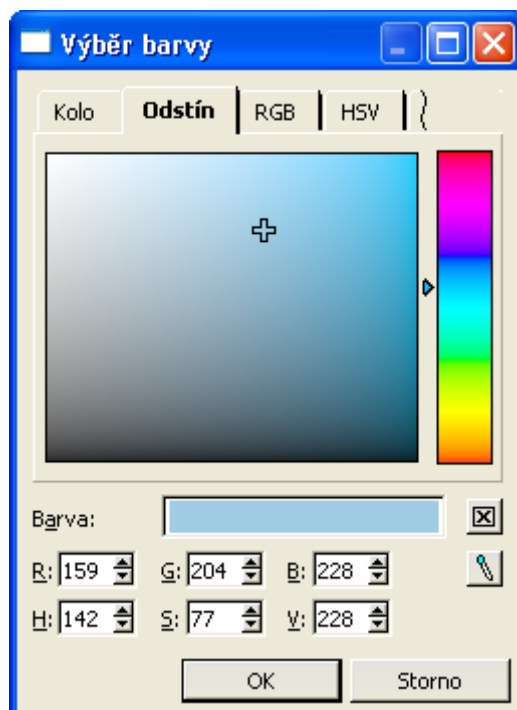 Výběr barvy
Kolo Odstín RGB HSV
Barva:
R: 159 G: 204 B: 228
H: 142 S: 77 V: 228
OK Storno